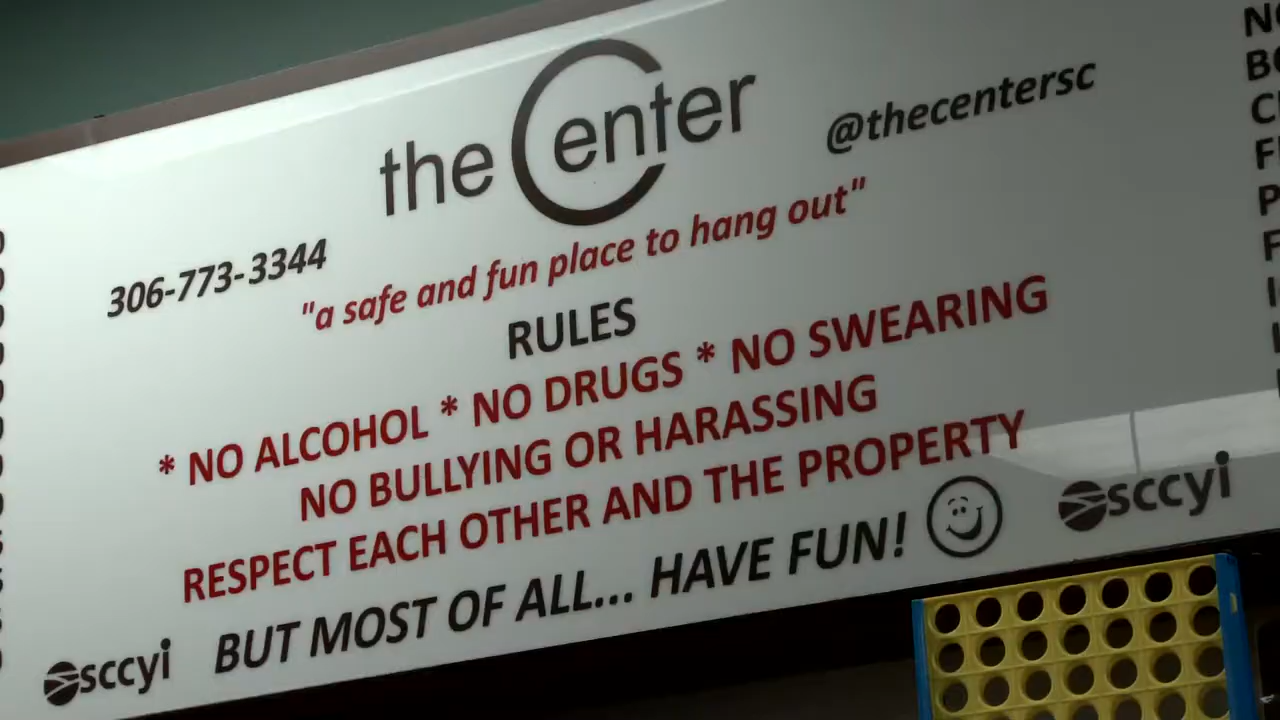 the Center
@thecentersc
306-773-3344
"a safe and fun place to hang out"
RULES
* NO ALCOHOL * NO DRUGS * NO SWEARING
NO BULLYING OR HARASSING
RESPECT EACH OTHER AND THE PROPERTY
BUT MOST OF ALL... HAVE FUN!
sccyi
sccyi